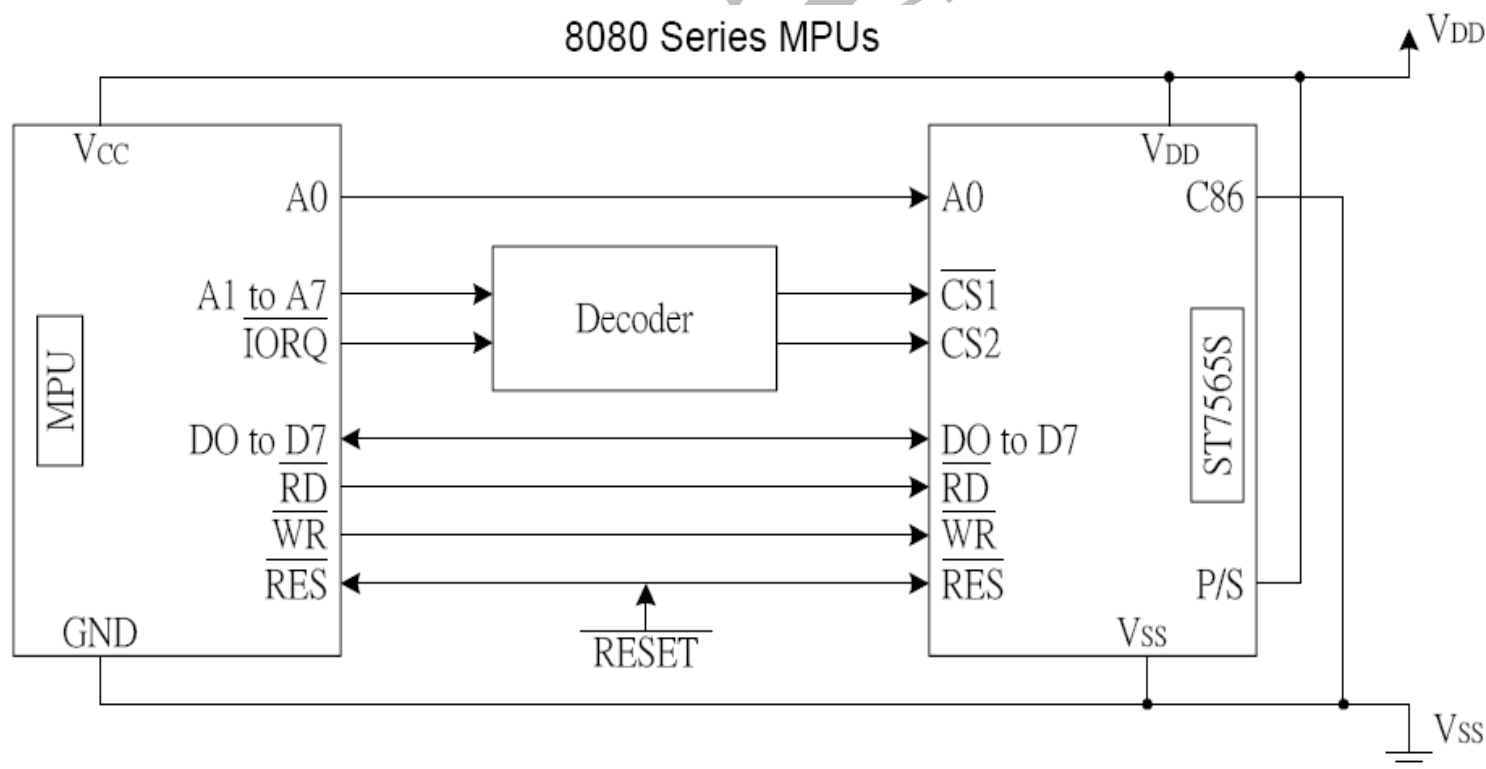 8080 Series MPUs
VDD
VCC
VDD
A0
A0
C86
A1 to A7
IORQ
Decoder
CS1
CS2
MPU
ST7565S
DO to D7
DO to D7
RD
RD
WR
WR
RES
RES
P/S
RESET
GND
VSS
VSS